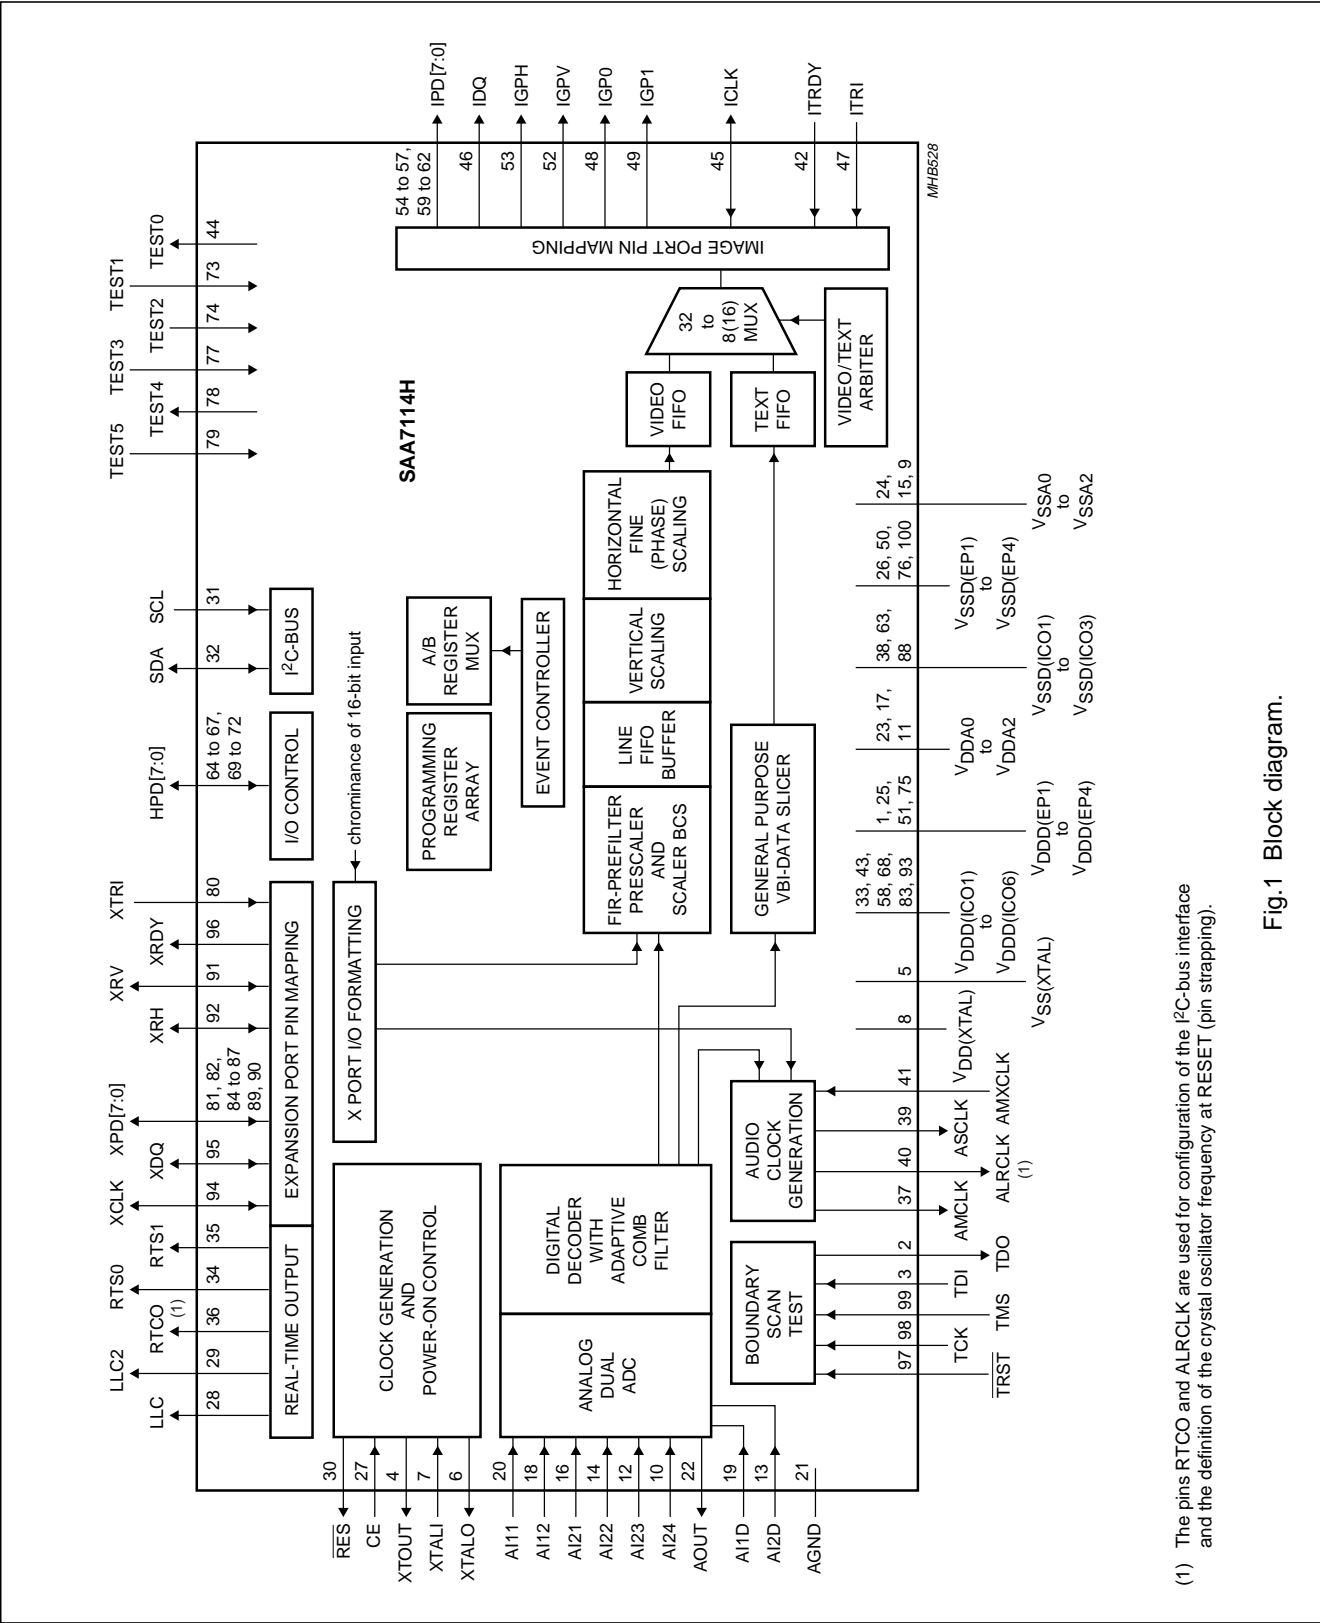 TEST5
TEST4
TEST3
TEST2
TEST1
TEST0
79
78
77
74
73
44
SDA
SCL
32
31
I2C-BUS
HPD[7:0]
64 to 67,
69 to 72
I/O CONTROL
LLC
LLC2
RTCO
(1)
RTS0
RTS1
XCLK
XDQ
XPD[7:0]
XRH
XRV
XRDY
XTRI
28
29
36
34
35
94
95
81, 82,
84 to 87
89, 90
92
91
96
80
REAL-TIME OUTPUT
EXPANSION PORT PIN MAPPING
chrominance of 16-bit input
X PORT I/O FORMATTING
CLOCK GENERATION
AND
POWER-ON CONTROL
PROGRAMMING
REGISTER
ARRAY
A/B
REGISTER
MUX
EVENT CONTROLLER
SAA7114H
RES
CE
XTOUT
XTALI
XTALO
30
27
4
7
6
AI11
AI12
AI21
AI22
AI23
AI24
AOUT
AI1D
AI2D
AGND
20
18
16
14
12
10
22
19
13
21
ANALOG
DUAL
ADC
DIGITAL
DECODER
WITH
ADAPTIVE
COMB
FILTER
FIR-PREFILTER
PRESCALER
AND
SCALER BCS
LINE
FIFO
BUFFER
VERTICAL
SCALING
HORIZONTAL
FINE
(PHASE)
SCALING
VIDEO
FIFO
TEXT
FIFO
32
to
8(16)
MUX
VIDEO/TEXT
ARBITER
IMAGE PORT PIN MAPPING
54 to 57,
59 to 62
46
53
52
48
49
45
42
47
IPD[7:0]
IDQ
IGPH
IGPV
IGP0
IGP1
ICLK
ITRDY
ITRI
GENERAL PURPOSE
VBI-DATA SLICER
BOUNDARY
SCAN
TEST
AUDIO
CLOCK
GENERATION
97
98
99
3
2
37
40
39
41
8
5
33, 43,
58, 68,
83, 93
1, 25,
51, 75
23, 17,
11
38, 63,
88
26, 50,
76, 100
24,
15, 9
TRST
TCK
TMS
TDI
TDO
AMCLK
ALRCLK
(1)
ASCLK
AMXCLK
VDD(XTAL)
VSS(XTAL)
VDDD(ICO1)
to
VDDD(ICO6)
VDDD(EP1)
to
VDDD(EP4)
VDDA0
to
VDDA2
VSSD(ICO1)
to
VSSD(ICO3)
VSSD(EP1)
to
VSSD(EP4)
VSSA0
to
VSSA2
MHB528
(1) The pins RTCO and ALRCLK are used for configuration of the I2C-bus interface
and the definition of the crystal oscillator frequency at RESET (pin strapping).
Fig.1 Block diagram.